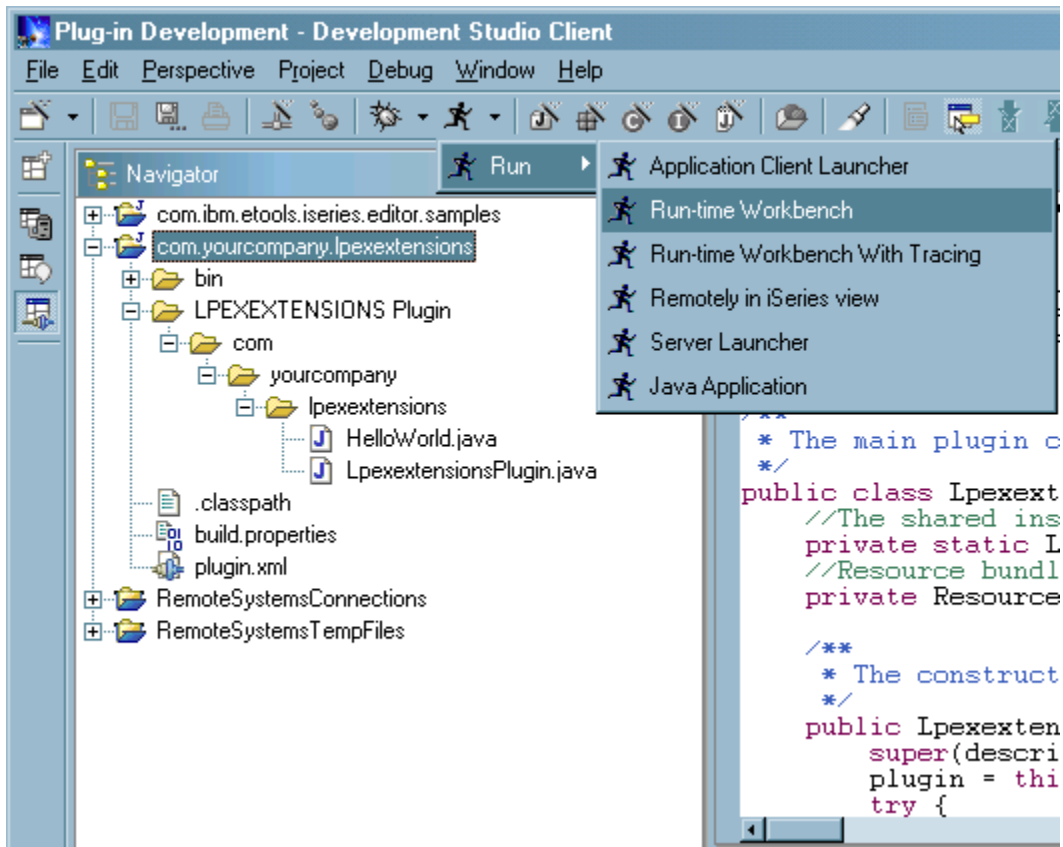 Plug-in Development - Development Studio Client
File Edit Perspective Project Debug Window Help
Navigator
Run
Application Client Launcher
Run-time Workbench
Run-time Workbench With Tracing
Remotely in iSeries view
Server Launcher
Java Application
com.ibm.etools.iseries.editor.samples
com.yourcompany.lpexextensions
bin
LPEXEXTENSIONS Plugin
com
yourcompany
lpexextensions
HelloWorld.java
LpexextensionsPlugin.java
.classpath
build.properties
plugin.xml
RemoteSystemsConnections
RemoteSystemsTempFiles
* The main plugin c
*/
public class Lpexext
//The shared ins
private static L
//Resource bundl
private Resource
/**
* The construct
*/
public Lpexexten
super(descri
plugin = thi
try {